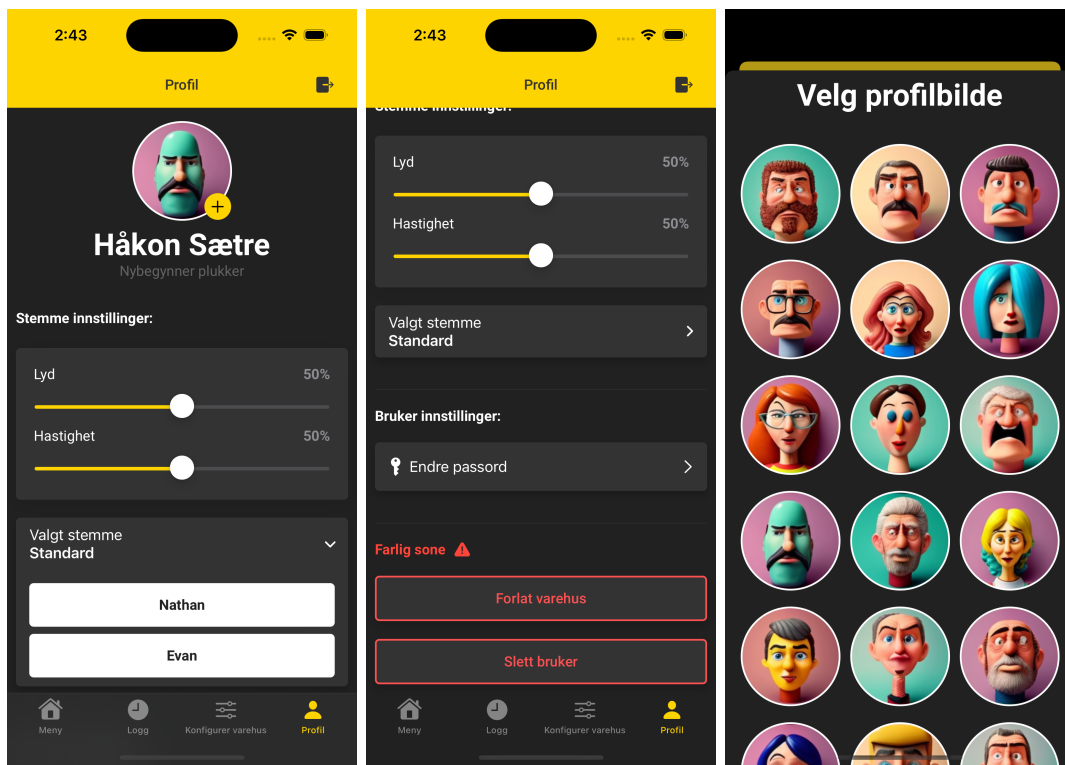 2:43
Profil
Håkon Sætre
Nybegynner plukker
Stemme innstillinger:
Lyd 50%
Hastighet 50%
Valgt stemme
Standard
Nathan
Evan
Meny Logg Konfigurer varehus Profil
2:43
Profil
Stemme innstillinger:
Lyd 50%
Hastighet 50%
Valgt stemme
Standard
Bruker innstillinger:
Endre passord
Farlig sone
Forlat varehus
Slett bruker
Meny Logg Konfigurer varehus Profil
Velg profilbilde